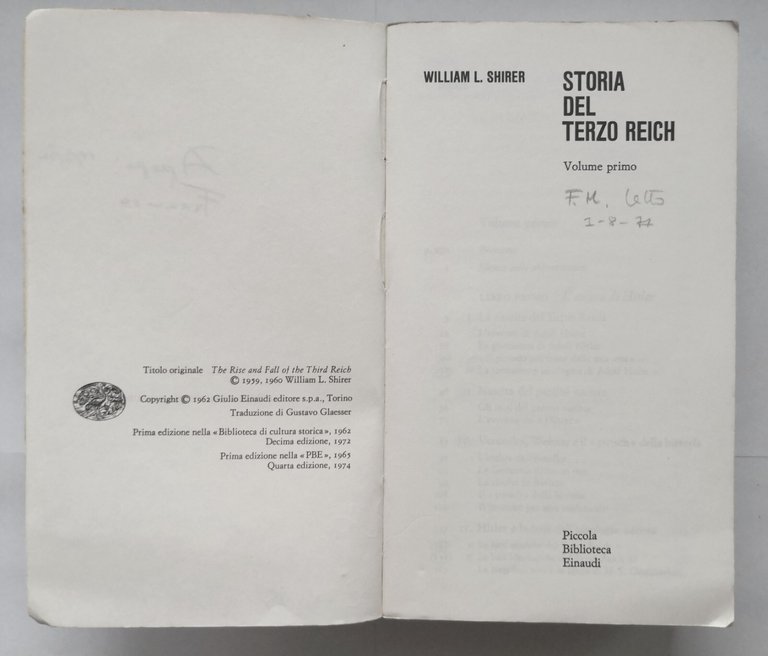 Titolo originale The Rise and Fall of the Third Reich
© 1959, 1960 William L. Shirer
Copyright © 1962 Giulio Einaudi editore s.p.a., Torino
Traduzione di Gustavo Glaesser
Prima edizione nella «Biblioteca di cultura storica», 1962
Decima edizione, 1972
Prima edizione nella «PBE», 1965
Quarta edizione, 1974
WILLIAM L. SHIRER
STORIA
DEL
TERZO REICH
Volume primo
F.M. Letto
1-8-77
Piccola
Biblioteca
Einaudi